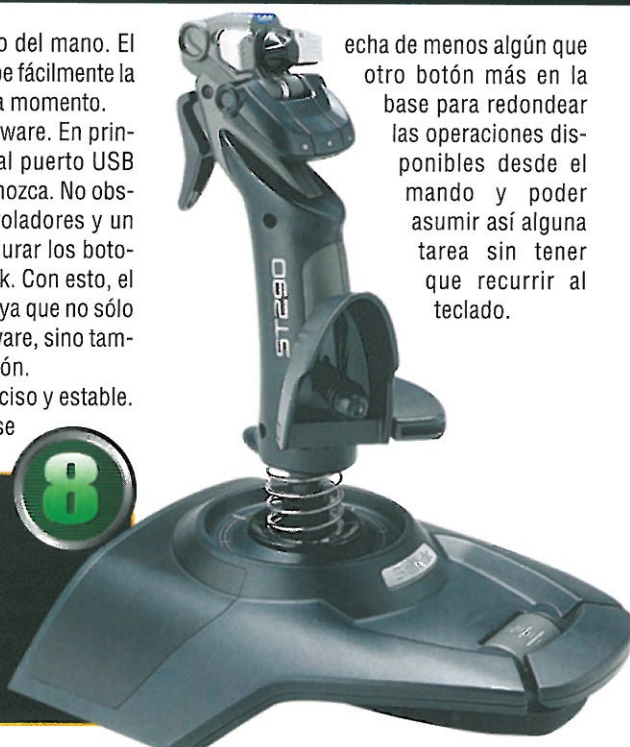 o del mano. El
be fácilmente la
a momento.
ware. En prin-
al puerto USB
nozca. No obs-
roladores y un
urar los boto-
k. Con esto, el
ya que no sólo
vare, sino tam-
ón.
ciso y estable.
se
8
echa de menos algún que
otro botón más en la
base para redondear
las operaciones dis-
ponibles desde el
mando y poder
asumir así alguna
tarea sin tener
que recurrir al
teclado.
ST290